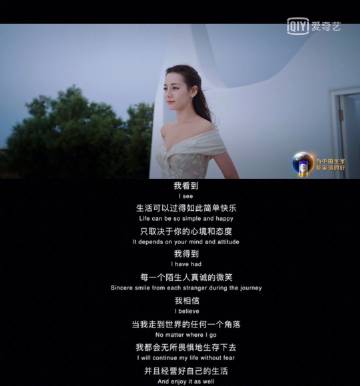 QIY 爱奇艺
我看到
I see
生活可以过得如此简单快乐
Life can be so simple and happy
只取决于你的心境和态度
It depends on your mind and attitude
我得到
I have had
每一个陌生人真诚的微笑
Sincere smile from each stranger during the journey
我相信
I believe
当我走到世界的任何一个角落
No matter where I go
我都会无所畏惧地生存下去
I will continue my life without fear
并且经营好自己的生活
And enjoy it as well